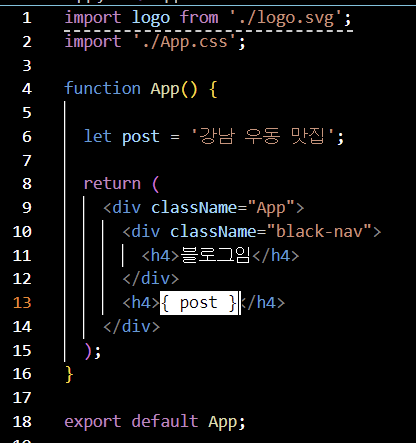 1 import logo from './logo.svg';
2 import './App.css';
3
4 function App() {
5
6 let post = '강남 우동 맛집';
7
8 return (
9 <div className="App">
10 <div className="black-nav">
11 <h4>블로그임</h4>
12 </div>
13 <h4>{ post }</h4>
14 </div>
15 );
16 }
17
18 export default App;